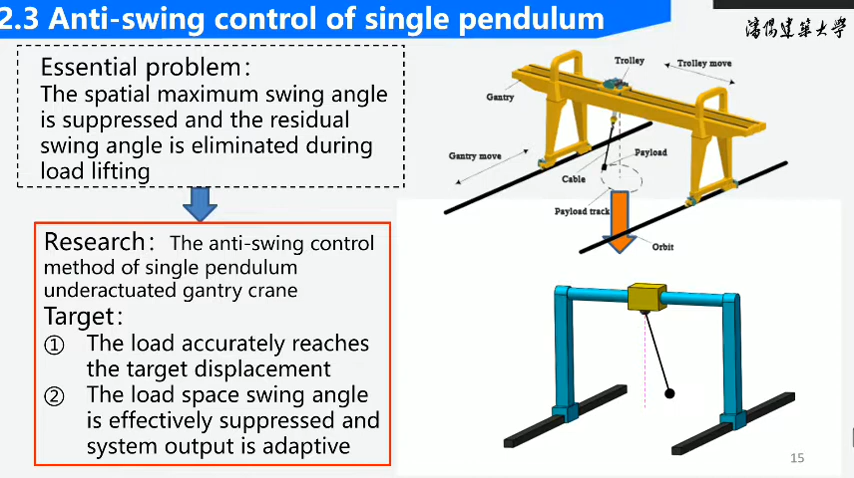 2.3 Anti-swing control of single pendulum
瀋陽建築大學
Essential problem：
The spatial maximum swing angle
is suppressed and the residual
swing angle is eliminated during
load lifting
Research： The anti-swing control
method of single pendulum
underactuated gantry crane
Target：
① The load accurately reaches
the target displacement
② The load space swing angle
is effectively suppressed and
system output is adaptive
Trolley
Trolley move
Gantry
Gantry move
Payload
Cable
Payload track
Orbit
15